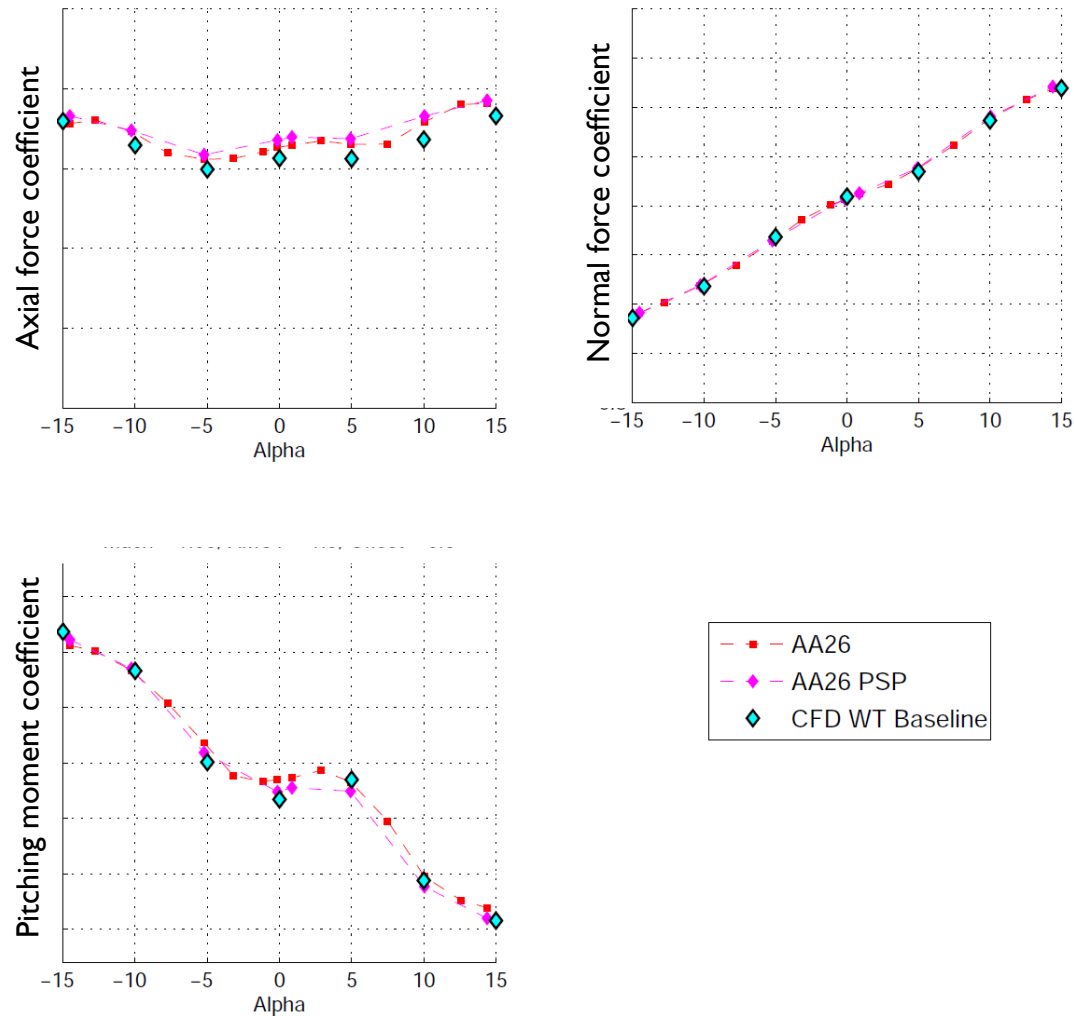 Axial force coefficient
−15 −10 −5 0 5 10 15
Alpha
Normal force coefficient
−15 −10 −5 0 5 10 15
Alpha
Pitching moment coefficient
−15 −10 −5 0 5 10 15
Alpha
AA26
AA26 PSP
CFD WT Baseline